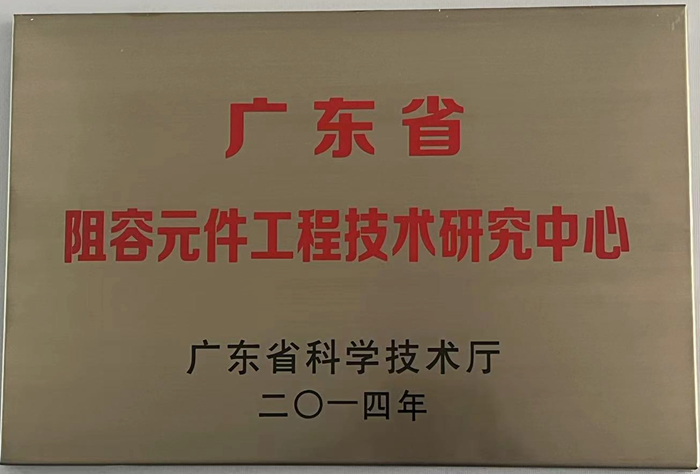 广东省
阻容元件工程技术研究中心
广东省科学技术厅
二〇一四年